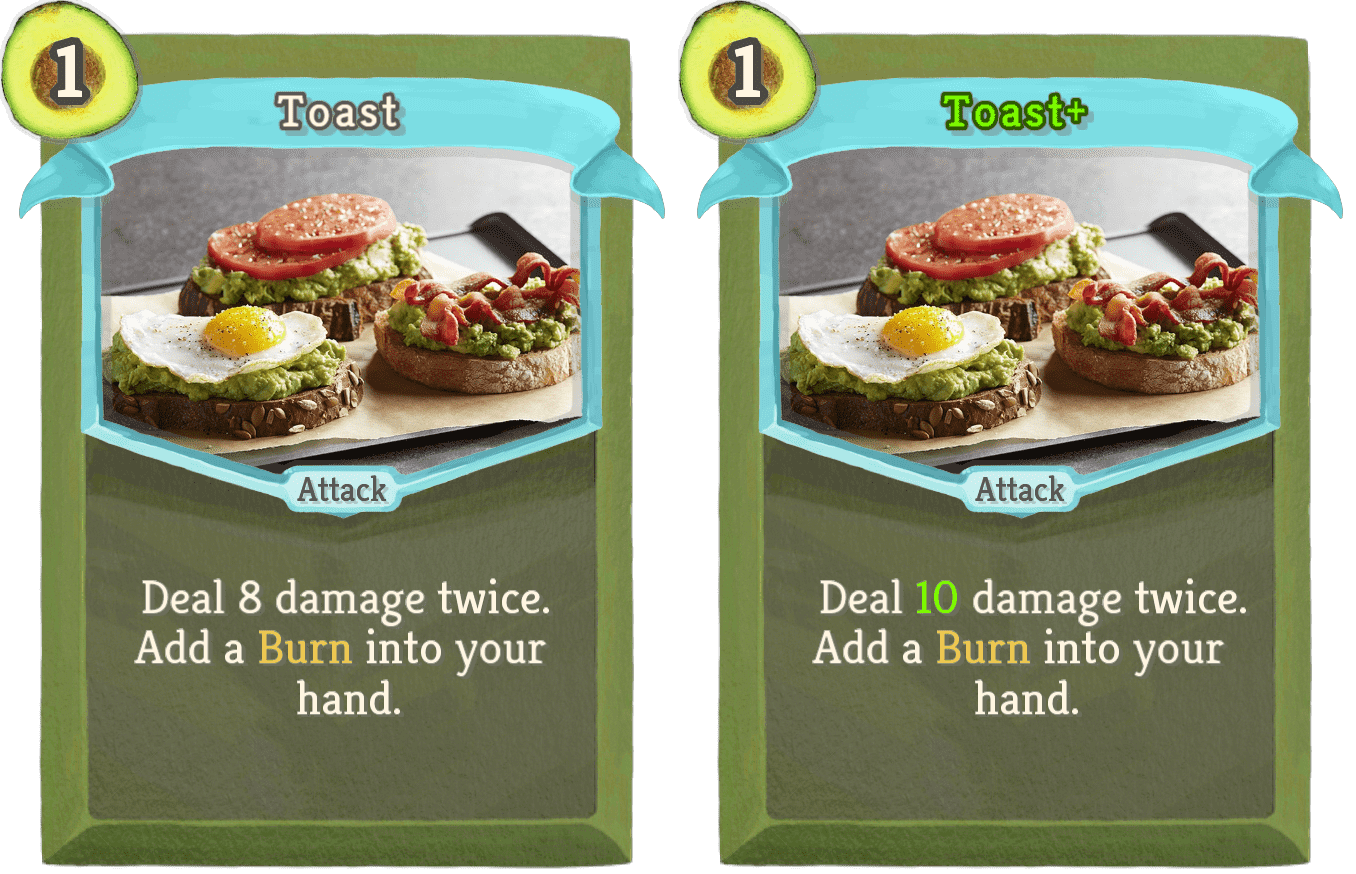 1
Toast
Attack
Deal 8 damage twice.
Add a Burn into your
hand.
1
Toast+
Attack
Deal 10 damage twice.
Add a Burn into your
hand.